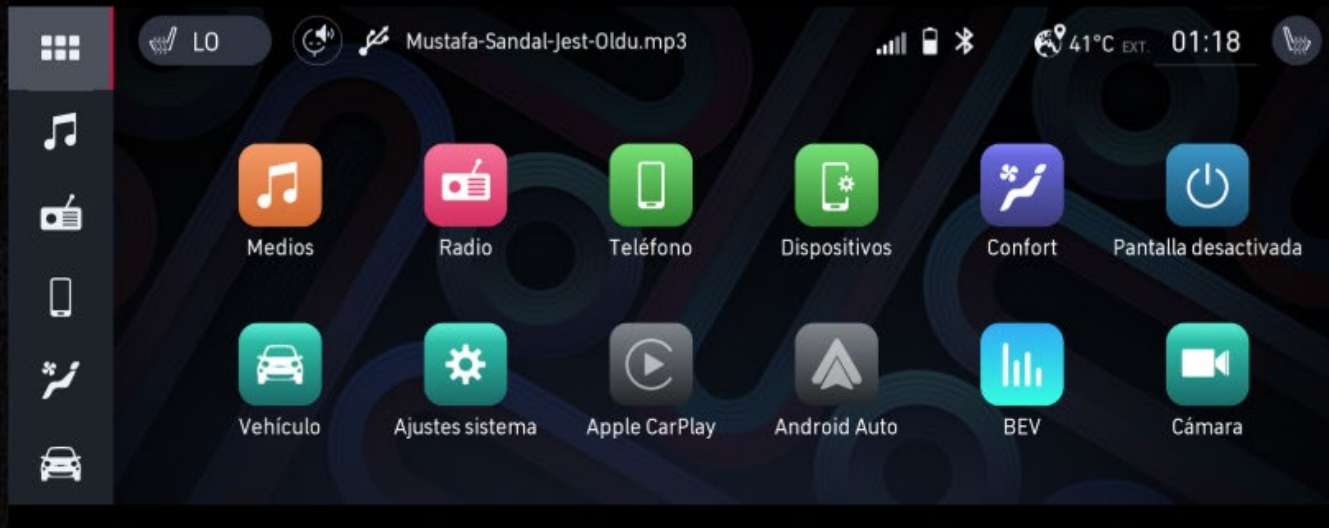 LO
Mustafa-Sandal-Jest-Oldu.mp3
41°C EXT.
01:18
Medios
Radio
Teléfono
Dispositivos
Confort
Pantalla desactivada
Vehículo
Ajustes sistema
Apple CarPlay
Android Auto
BEV
Cámara